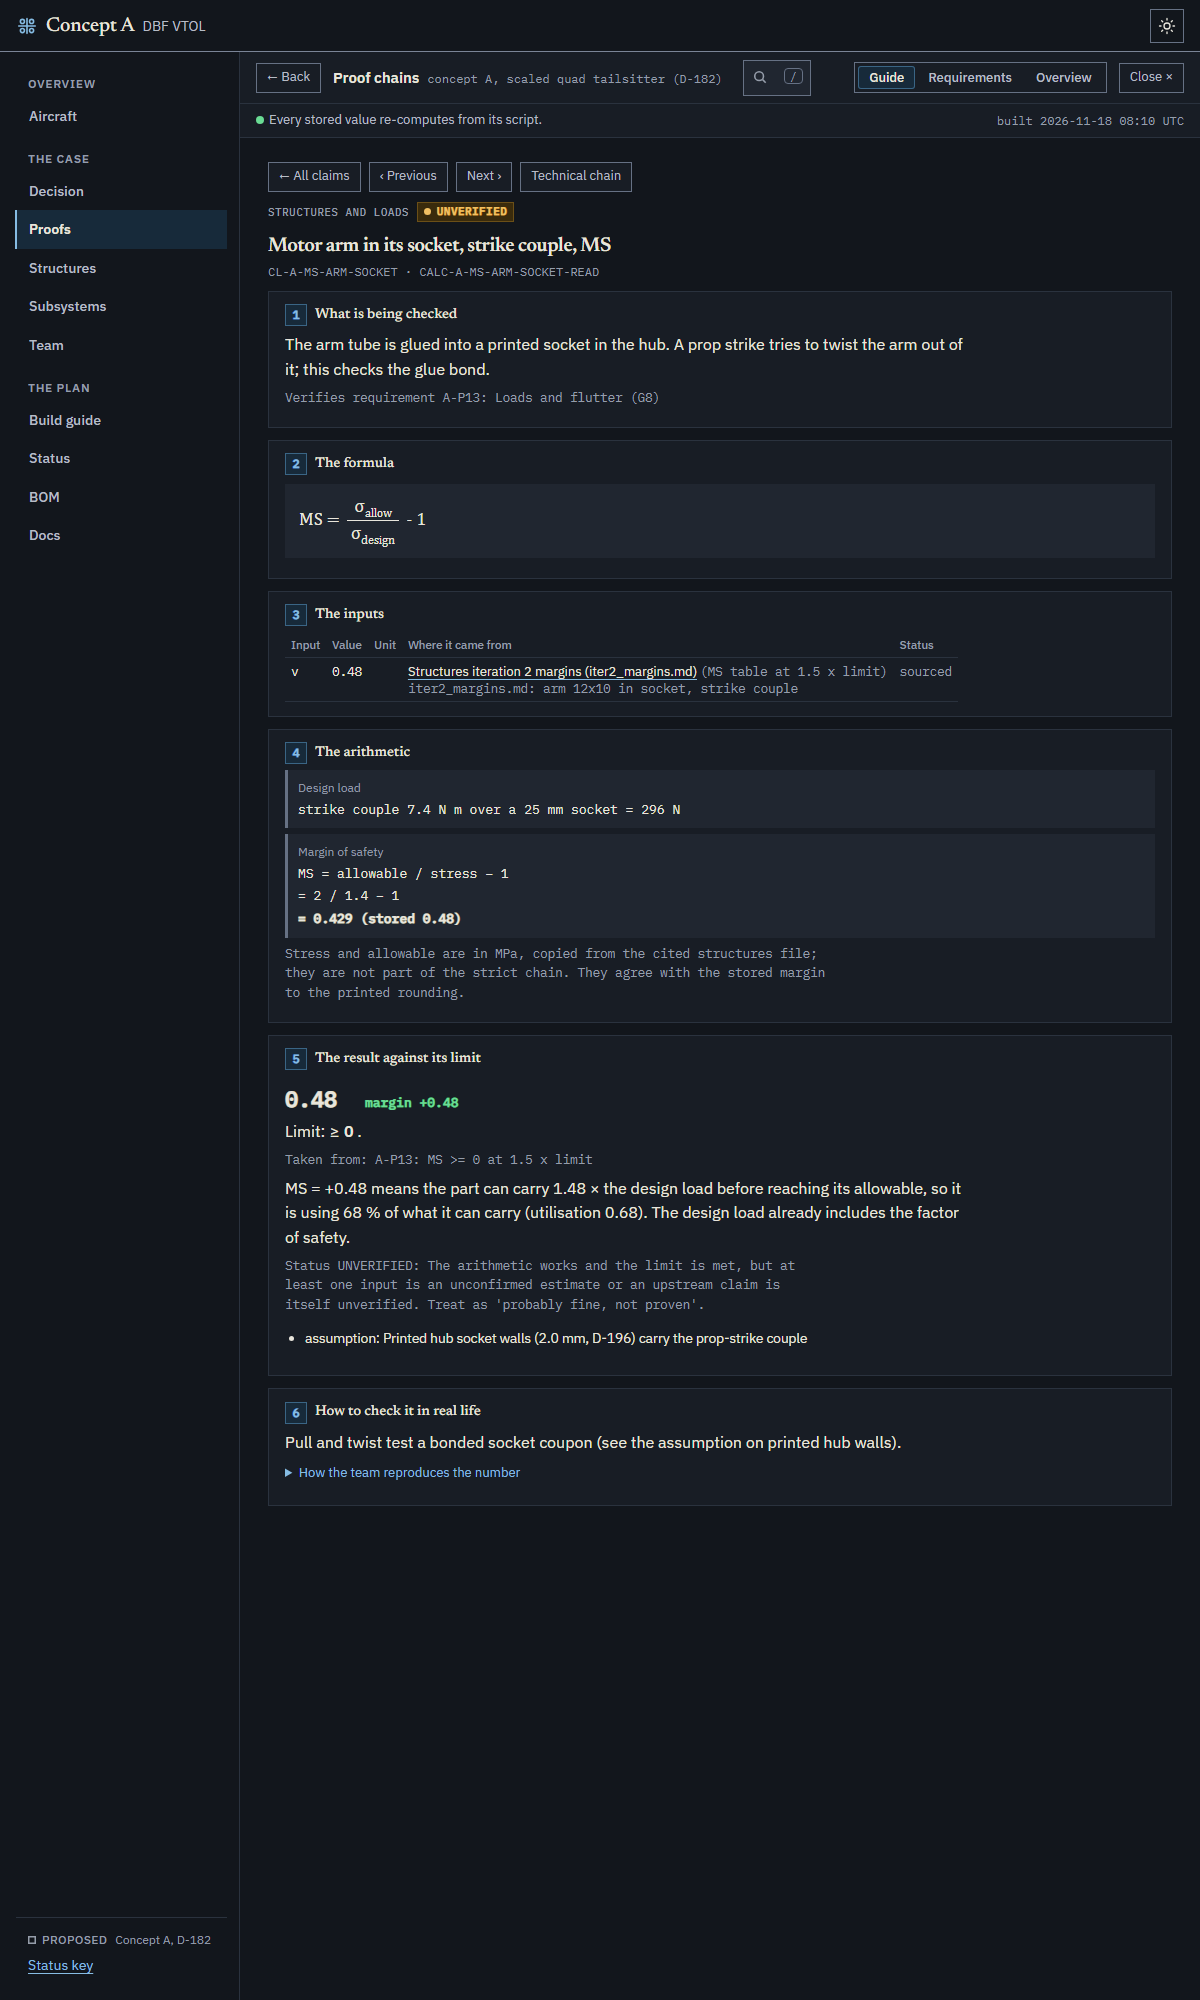 Concept A DBF VTOL
OVERVIEW
Aircraft
THE CASE
Decision
Proofs
Structures
Subsystems
Team
THE PLAN
Build guide
Status
BOM
Docs
PROPOSED Concept A, D-182
Status key
← Back Proof chains concept A, scaled quad tailsitter (D-182) / Guide Requirements Overview Close ×
Every stored value re-computes from its script. built 2026-11-18 08:10 UTC
← All claims ‹ Previous Next › Technical chain
STRUCTURES AND LOADS UNVERIFIED
Motor arm in its socket, strike couple, MS
CL-A-MS-ARM-SOCKET · CALC-A-MS-ARM-SOCKET-READ
1 What is being checked
The arm tube is glued into a printed socket in the hub. A prop strike tries to twist the arm out of
it; this checks the glue bond.
Verifies requirement A-P13: Loads and flutter (G8)
2 The formula
MS = σallow / σdesign - 1
3 The inputs
Input Value Unit Where it came from Status
v 0.48 Structures iteration 2 margins (iter2_margins.md) (MS table at 1.5 x limit) sourced
iter2_margins.md: arm 12x10 in socket, strike couple
4 The arithmetic
Design load
strike couple 7.4 N m over a 25 mm socket = 296 N
Margin of safety
MS = allowable / stress − 1
= 2 / 1.4 − 1
= 0.429 (stored 0.48)
Stress and allowable are in MPa, copied from the cited structures file;
they are not part of the strict chain. They agree with the stored margin
to the printed rounding.
5 The result against its limit
0.48 margin +0.48
Limit: ≥ 0 .
Taken from: A-P13: MS >= 0 at 1.5 x limit
MS = +0.48 means the part can carry 1.48 × the design load before reaching its allowable, so it
is using 68 % of what it can carry (utilisation 0.68). The design load already includes the factor
of safety.
Status UNVERIFIED: The arithmetic works and the limit is met, but at
least one input is an unconfirmed estimate or an upstream claim is
itself unverified. Treat as 'probably fine, not proven'.
• assumption: Printed hub socket walls (2.0 mm, D-196) carry the prop-strike couple
6 How to check it in real life
Pull and twist test a bonded socket coupon (see the assumption on printed hub walls).
▶ How the team reproduces the number